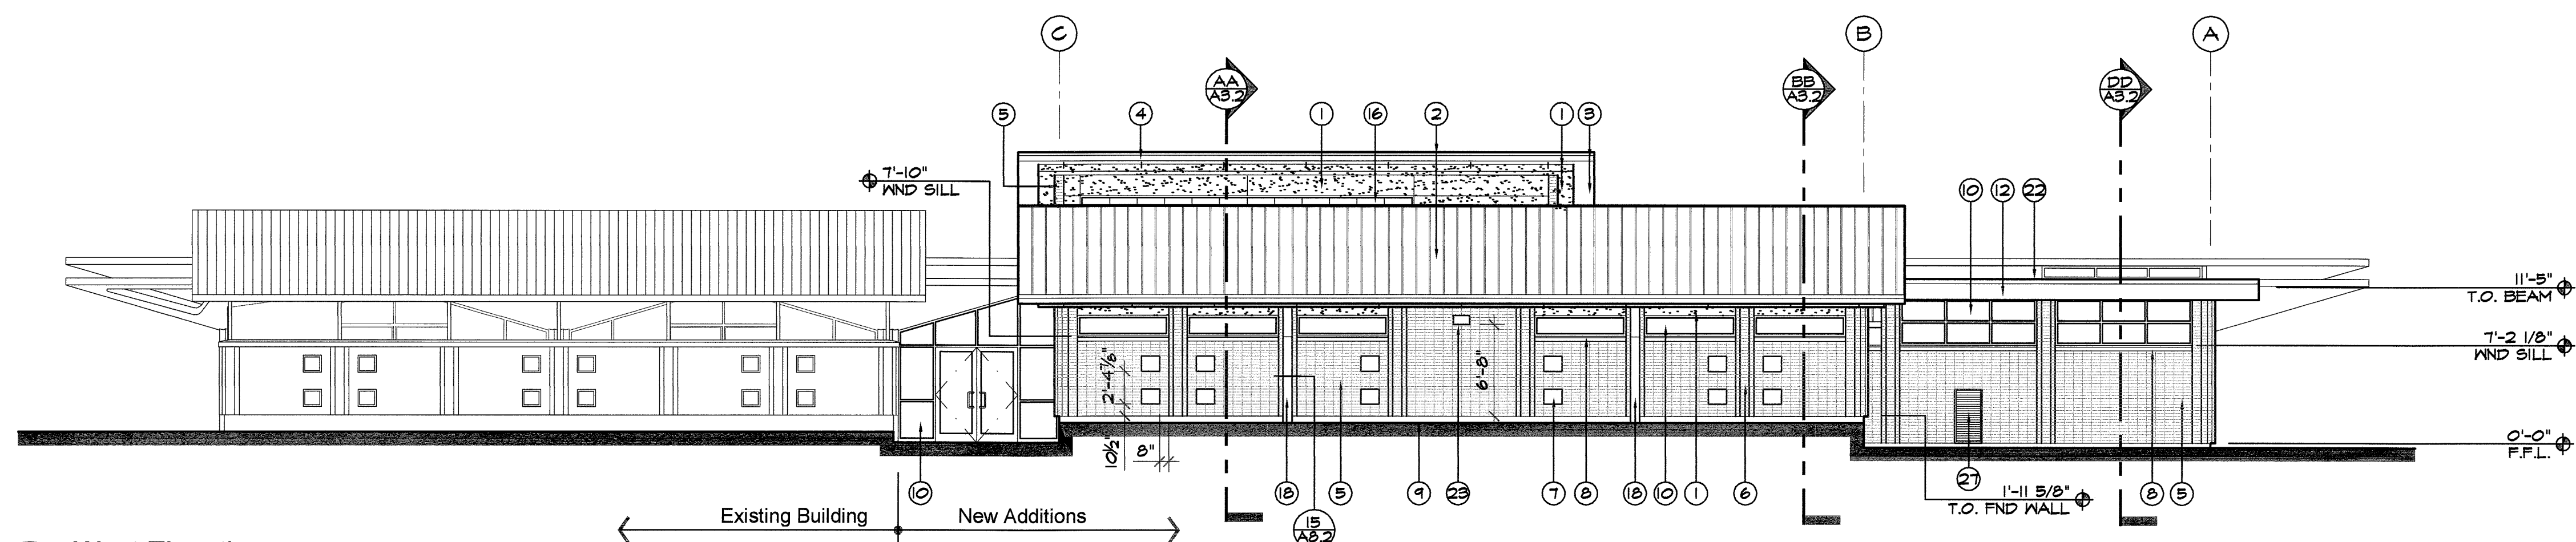 C
B
A
AA
A3.2
BB
A3.2
DD
A3.2
5
4
1
16
2
1
3
7'-10"
WND SILL
10
12
22
11'-5"
T.O. BEAM
7'-2 1/8"
WND SILL
2'-4 7/8"
6'-8"
10 1/2"
8"
0'-0"
F.F.L.
10
18
5
9
23
7
8
18
10
1
6
27
8
5
1'-11 5/8"
T.O. FND WALL
Existing Building
New Additions
15
A8.2